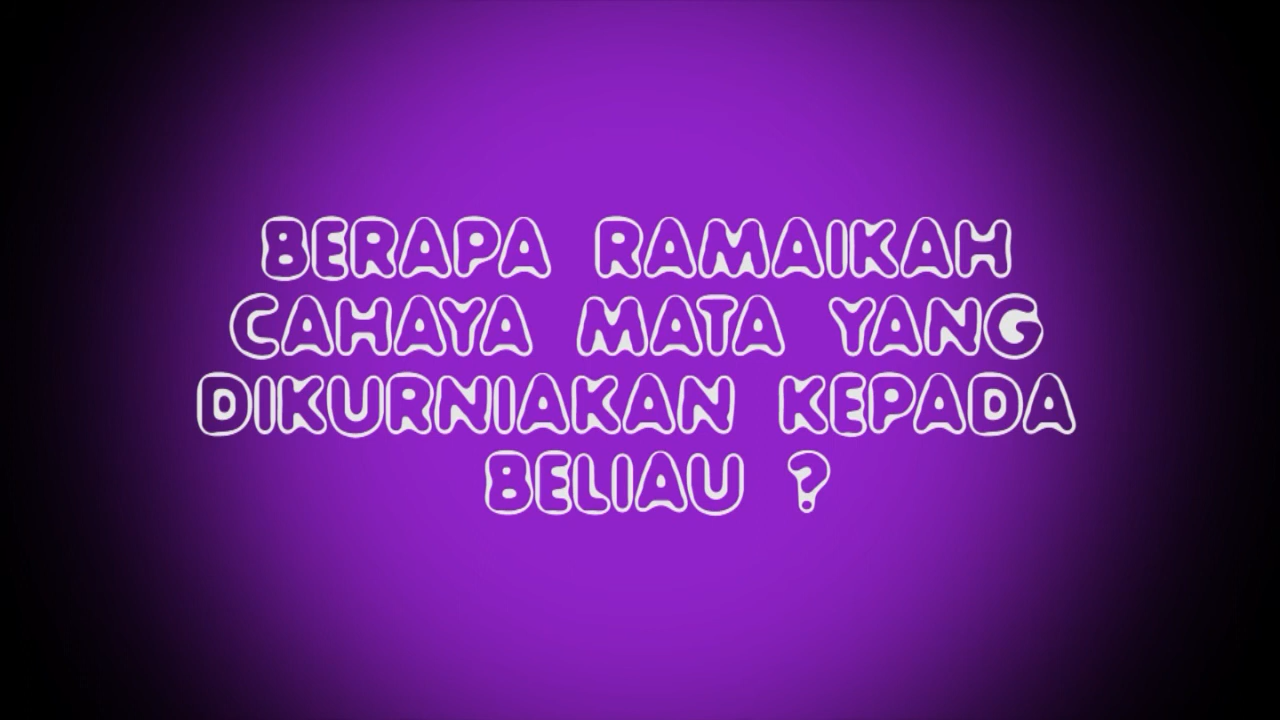 BERAPA RAMAIKAH
CAHAYA MATA YANG
DIKURNIAKAN KEPADA
BELIAU ?